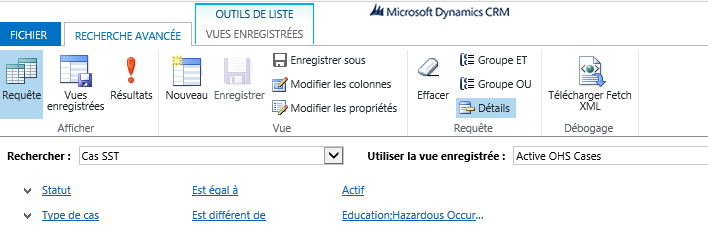 OUTILS DE LISTE
Microsoft Dynamics CRM
FICHIER RECHERCHE AVANCÉE VUES ENREGISTRÉES
Requête
Vues enregistrées
Résultats
Afficher
Nouveau
Enregistrer
Enregistrer sous
Modifier les colonnes
Modifier les propriétés
Vue
Effacer
Groupe ET
Groupe OU
Détails
Requête
Télécharger Fetch
XML
Débogage
Rechercher : Cas SST Utiliser la vue enregistrée : Active OHS Cases
Statut Est égal à Actif
Type de cas Est différent de Education;Hazardous Occur...